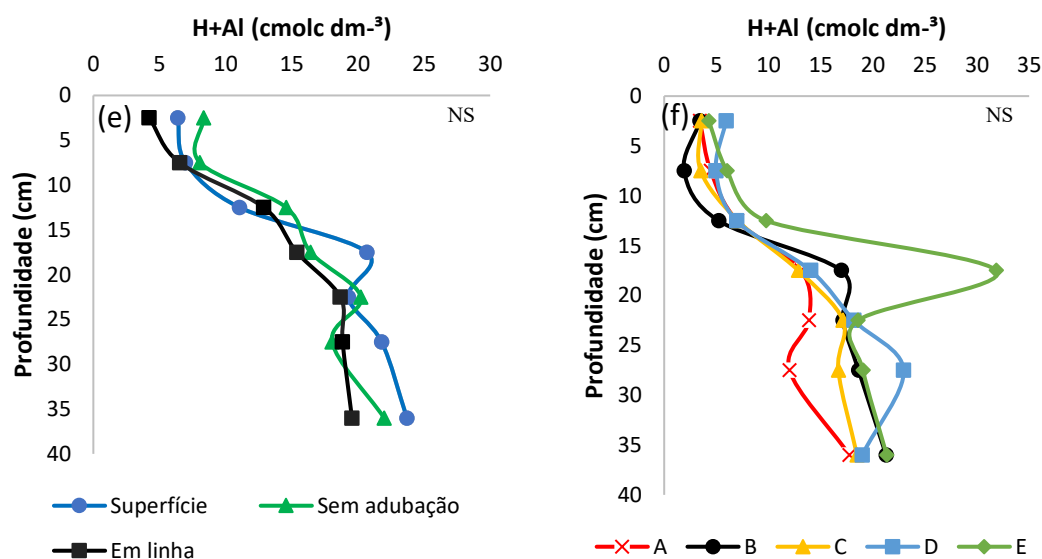 H+Al (cmolc dm-³)
0 5 10 15 20 25 30
0
5
10
15
20
25
30
35
40
Profundidade (cm)
(e)
NS
Superfície
Sem adubação
Em linha
H+Al (cmolc dm-³)
0 5 10 15 20 25 30 35
0
5
10
15
20
25
30
35
40
Profundidade (cm)
(f)
NS
A B C D E